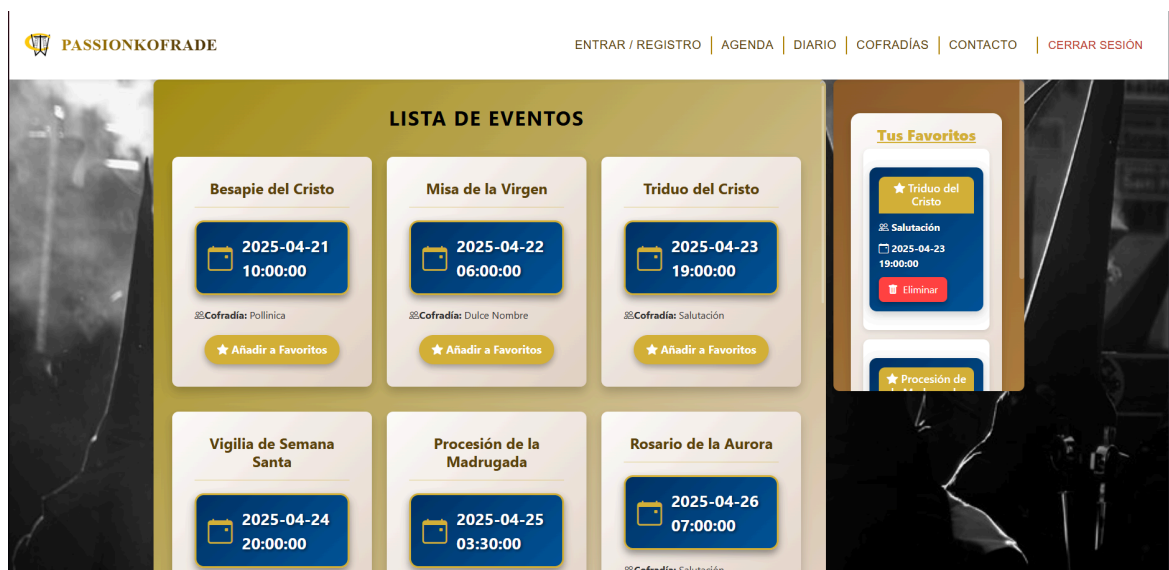 PASSIONKOFRADE
ENTRAR / REGISTRO
AGENDA
DIARIO
COFRADÍAS
CONTACTO
CERRAR SESIÓN
LISTA DE EVENTOS
Besapie del Cristo
2025-04-21
10:00:00
Cofradía: Pollinica
Añadir a Favoritos
Misa de la Virgen
2025-04-22
06:00:00
Cofradía: Dulce Nombre
Añadir a Favoritos
Triduo del Cristo
2025-04-23
19:00:00
Cofradía: Salutación
Añadir a Favoritos
Vigilia de Semana
Santa
2025-04-24
20:00:00
Procesión de la
Madrugada
2025-04-25
03:30:00
Rosario de la Aurora
2025-04-26
07:00:00
Cofradía: Salutación
Tus Favoritos
Triduo del
Cristo
Salutación
2025-04-23
19:00:00
Eliminar
Procesión de